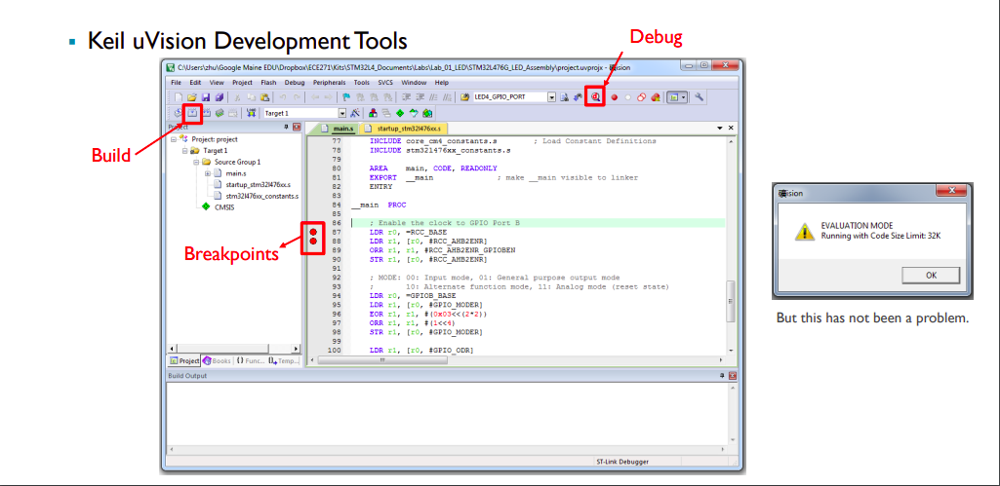 Keil uVision Development Tools
Debug
C:\Users\zhu\Google Maine EDU\Dropbox\ECE271\Kits\STM32L4_Documents\Labs\Lab_01_LED\STM32L476G_LED_Assembly\project.uvprojx - µVision
File Edit View Project Flash Debug Peripherals Tools SVCS Window Help
LED4_GPIO_PORT
Target 1
Project
main.s startup_stm32l476xx.s
Project: project
Target 1
Source Group 1
main.s
startup_stm32l476xx.s
stm32l476xx_constants.s
CMSIS
Build
Breakpoints
77 INCLUDE core_cm4_constants.s ; Load Constant Definitions
78 INCLUDE stm32l476xx_constants.s
79
80 AREA main, CODE, READONLY
81 EXPORT __main ; make __main visible to linker
82 ENTRY
83
84 __main PROC
85
86 ; Enable the clock to GPIO Port B
87 LDR r0, =RCC_BASE
88 LDR r1, [r0, #RCC_AHB2ENR]
89 ORR r1, r1, #RCC_AHB2ENR_GPIOBEN
90 STR r1, [r0, #RCC_AHB2ENR]
91
92 ; MODE: 00: Input mode, 01: General purpose output mode
93 ; 10: Alternate function mode, 11: Analog mode (reset state)
94 LDR r0, =GPIOB_BASE
95 LDR r1, [r0, #GPIO_MODER]
96 EOR r1, r1, #(0x03<<(2*2))
97 ORR r1, r1, #(1<<4)
98 STR r1, [r0, #GPIO_MODER]
99
100 LDR r1, [r0, #GPIO_ODR]
Project Books {} Func... Temp...
Build Output
ST-Link Debugger
µVision
EVALUATION MODE
Running with Code Size Limit: 32K
OK
But this has not been a problem.